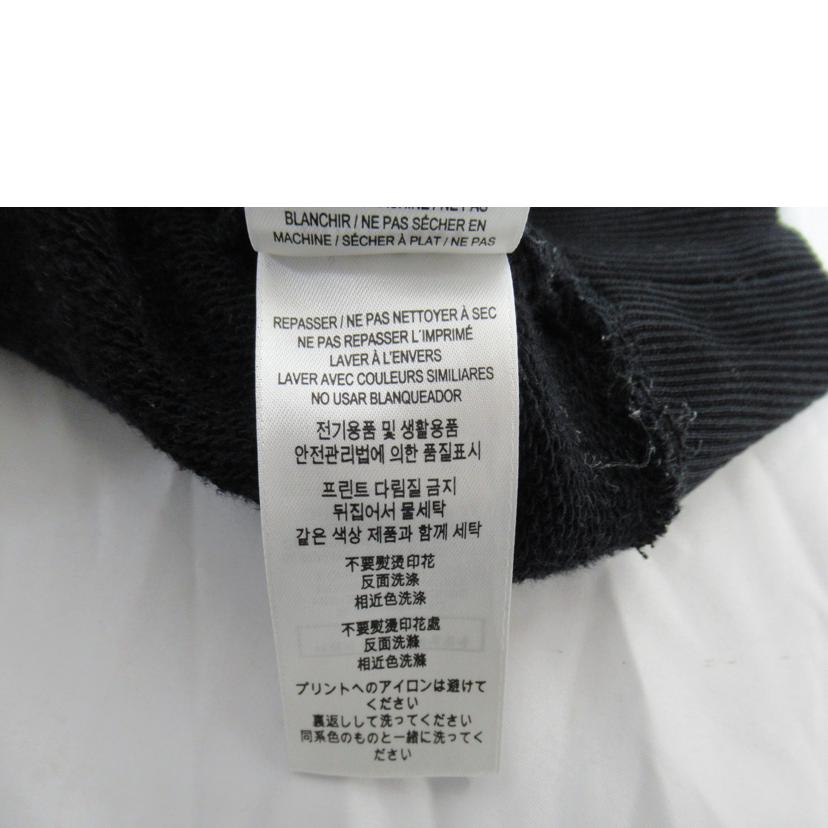 BLANCHIR / NE PAS SÉCHER EN
MACHINE / SÉCHER À PLAT / NE PAS
REPASSER / NE PAS NETTOYER À SEC
NE PAS REPASSER L'IMPRIMÉ
LAVER À L'ENVERS
LAVER AVEC COULEURS SIMILIARES
NO USAR BLANQUEADOR
전기용품 및 생활용품
안전관리법에 의한 품질표시
프린트 다림질 금지
뒤집어서 물세탁
같은 색상 제품과 함께 세탁
不要熨烫印花
反面洗涤
相近色洗涤
不要熨燙印花處
反面洗滌
相近色洗滌
プリントへのアイロンは避けて
ください
裏返しして洗ってください
同系色のものと一緒に洗ってく
ださい